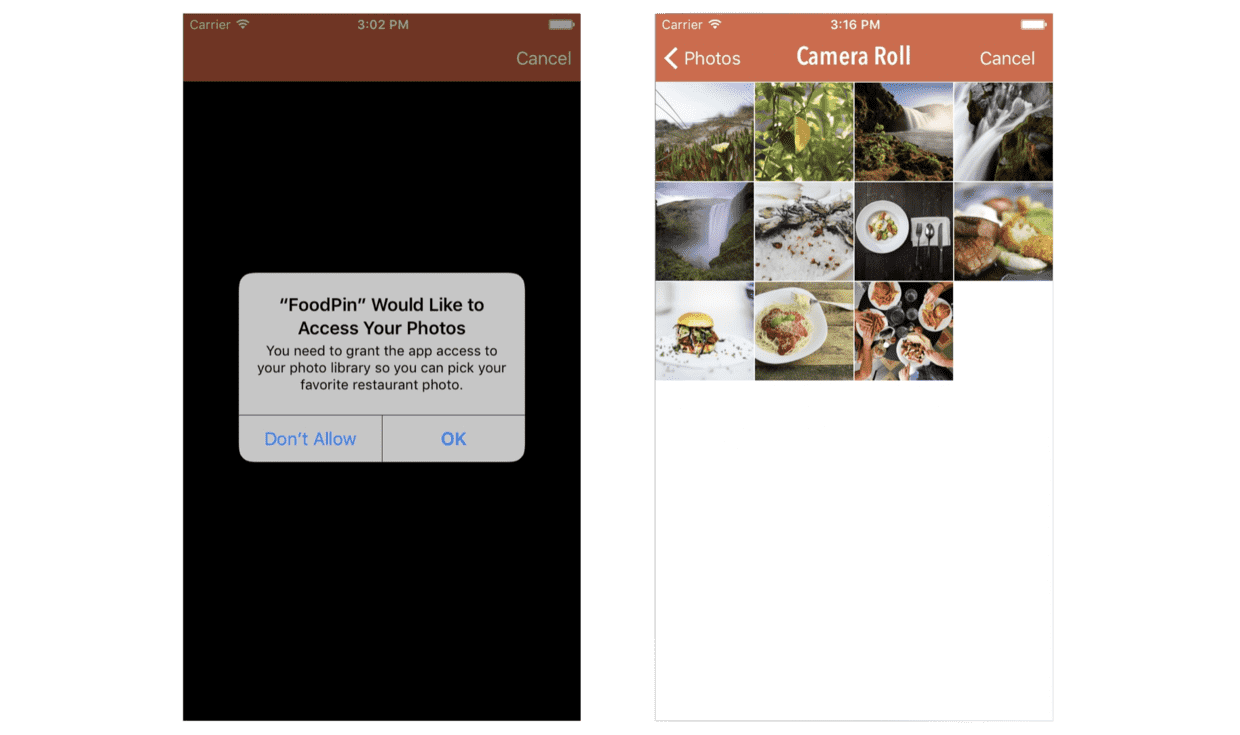 Carrier 3:02 PM
Cancel
“FoodPin” Would Like to
Access Your Photos
You need to grant the app access to
your photo library so you can pick your
favorite restaurant photo.
Don’t Allow OK
Carrier 3:16 PM
Photos Camera Roll Cancel